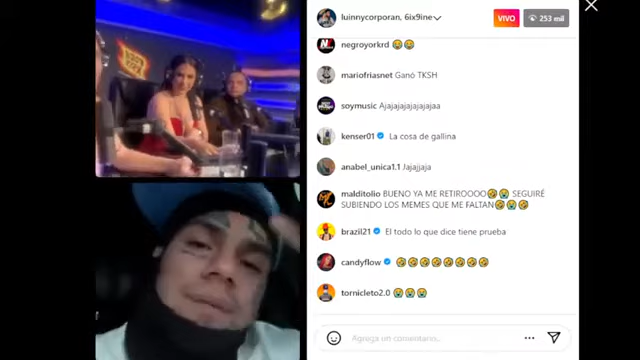 luinnycorporan, 6ix9ine
VIVO
253 mil
negroyorkrd 😂😂
mariofriasnet Ganó TKSH
soymusic Ajajajajajajajajaa
kenser01 La cosa de gallina
anabel_unica1.1 Jajajjaja
malditolio BUENO YA ME RETIROOOO🤣😭 SEGUIRÉ
SUBIENDO LOS MEMES QUE ME FALTAN🤣😭🤣
brazil21 El todo lo que dice tiene prueba
candyflow 🤣🤣🤣🤣🤣🤣🤣🤣
tornicleto2.0 😭😭😭
Agrega un comentario...